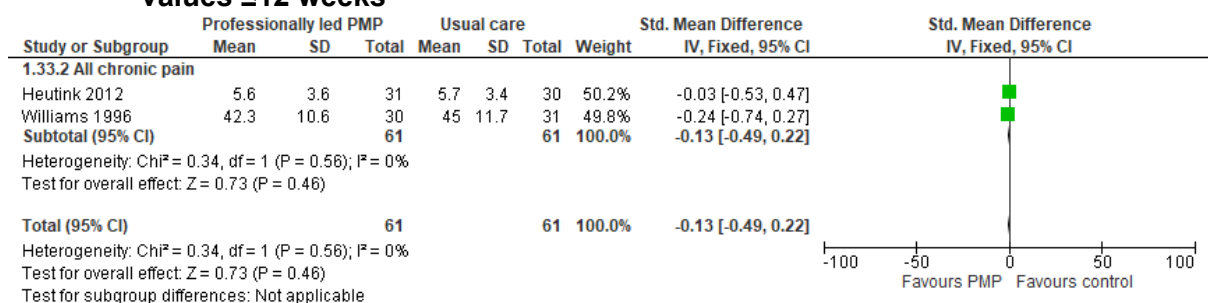 values ≤12 weeks
Professionally led PMP Usual care Std. Mean Difference Std. Mean Difference
Study or Subgroup Mean SD Total Mean SD Total Weight IV, Fixed, 95% CI IV, Fixed, 95% CI
1.33.2 All chronic pain
Heutink 2012 5.6 3.6 31 5.7 3.4 30 50.2% -0.03 [-0.53, 0.47]
Williams 1996 42.3 10.6 30 45 11.7 31 49.8% -0.24 [-0.74, 0.27]
Subtotal (95% CI) 61 61 100.0% -0.13 [-0.49, 0.22]
Heterogeneity: Chi² = 0.34, df = 1 (P = 0.56); I² = 0%
Test for overall effect: Z = 0.73 (P = 0.46)
Total (95% CI) 61 61 100.0% -0.13 [-0.49, 0.22]
Heterogeneity: Chi² = 0.34, df = 1 (P = 0.56); I² = 0%
Test for overall effect: Z = 0.73 (P = 0.46)
Test for subgroup differences: Not applicable
-100 -50 0 50 100
Favours PMP Favours control